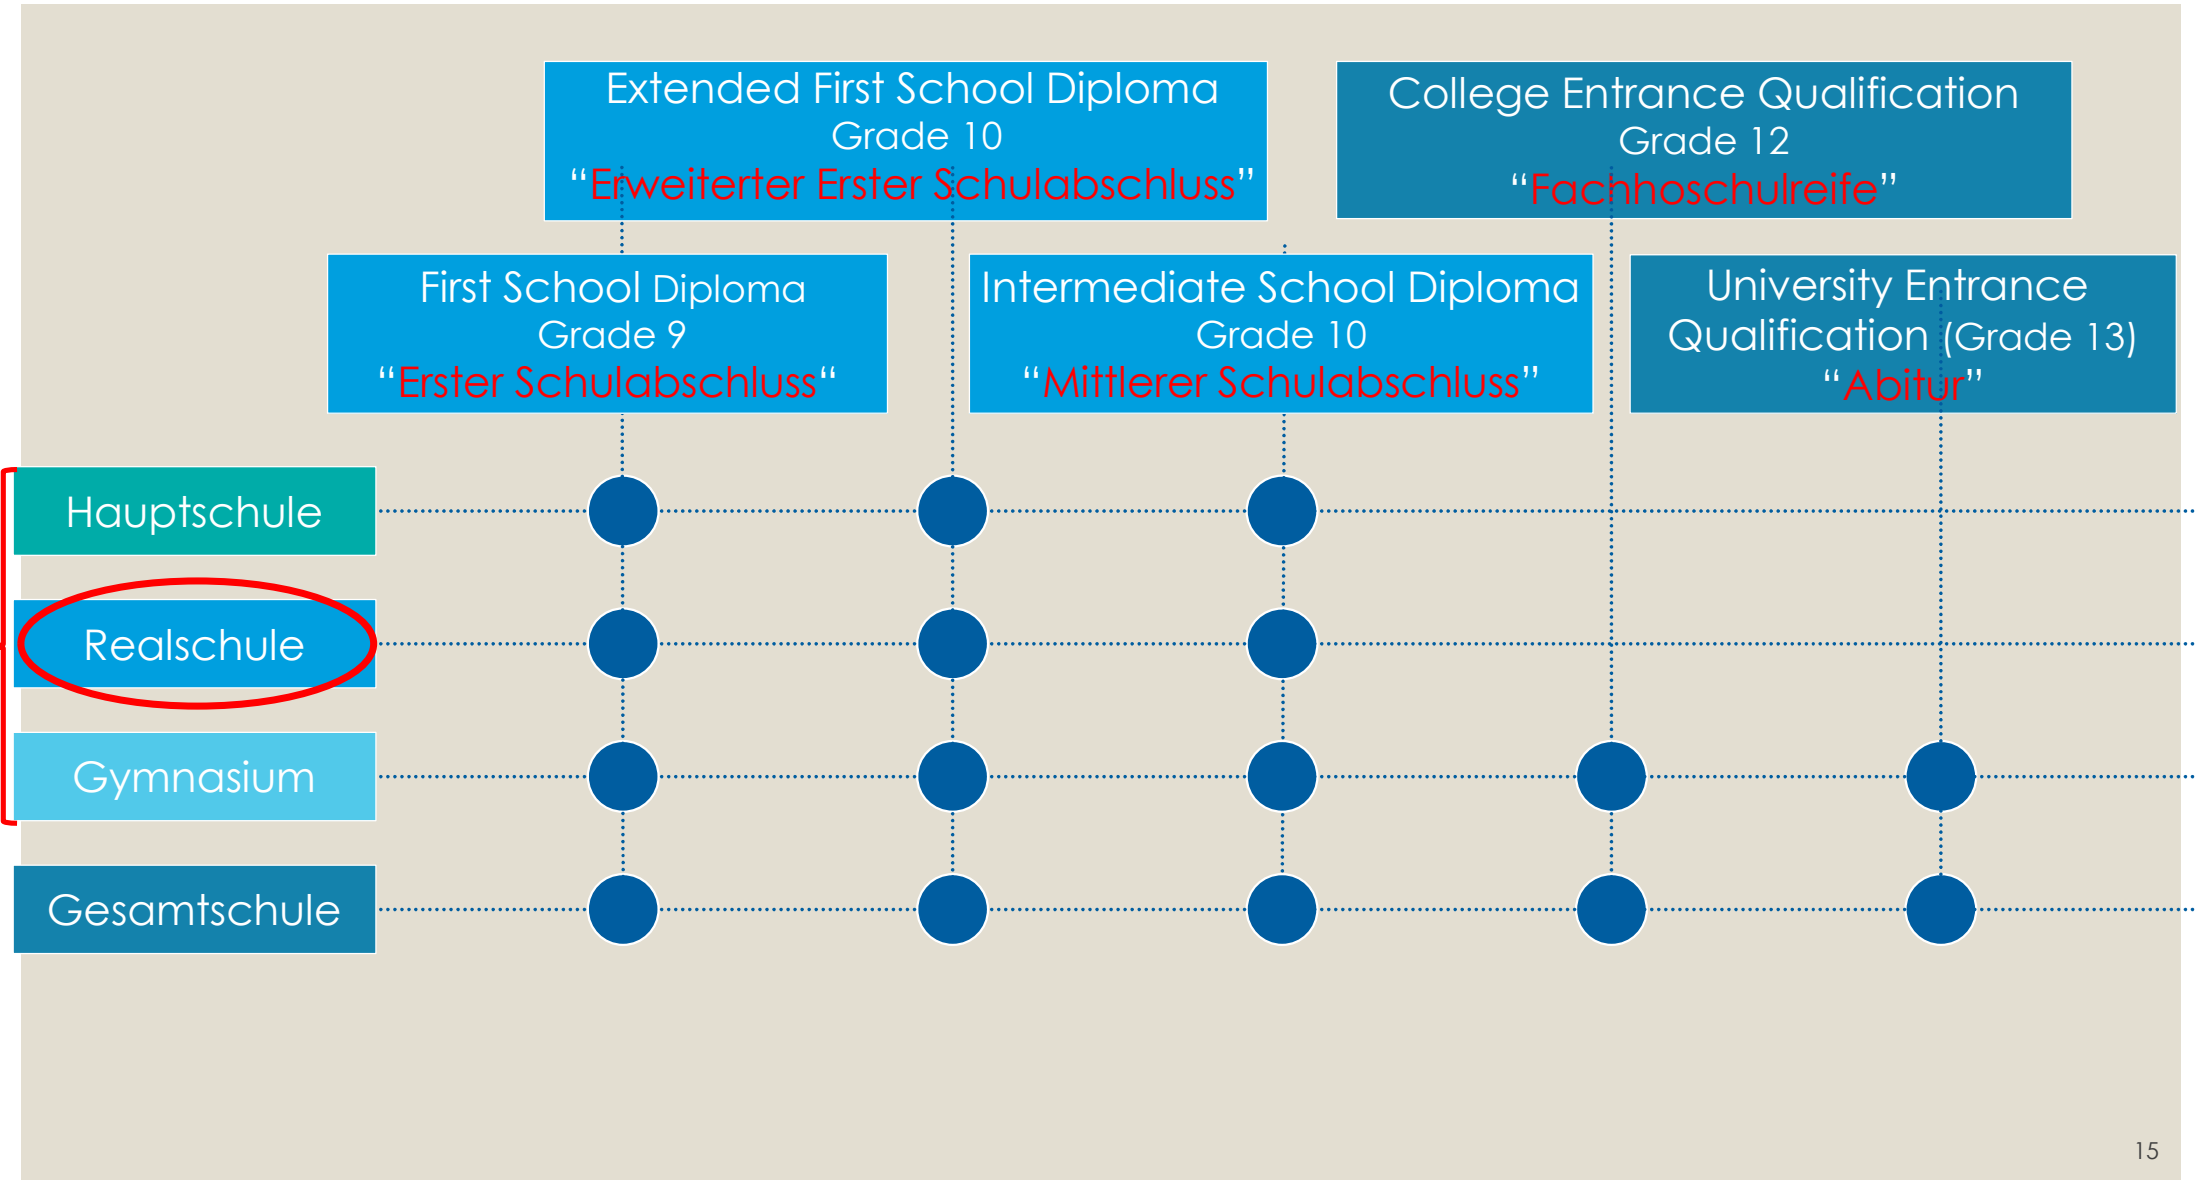 Extended First School Diploma
Grade 10
“Erweiterter Erster Schulabschluss”
College Entrance Qualification
Grade 12
“Fachhoschulreife”
First School Diploma
Grade 9
“Erster Schulabschluss“
Intermediate School Diploma
Grade 10
“Mittlerer Schulabschluss”
University Entrance
Qualification (Grade 13)
“Abitur”
Hauptschule
Realschule
Gymnasium
Gesamtschule
15